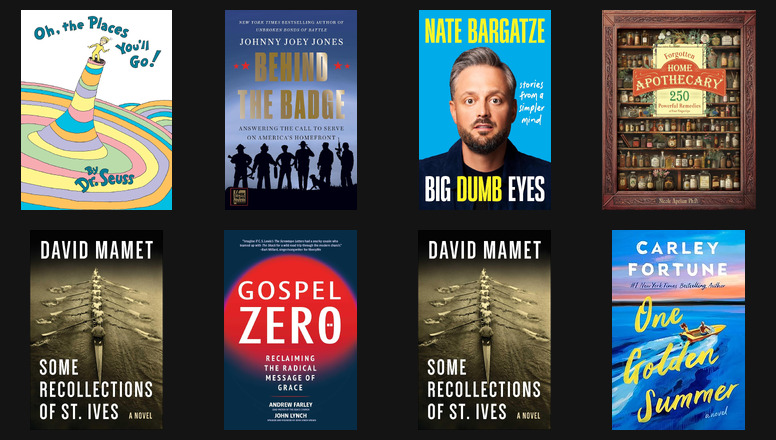 Oh, the Places
You'll
Go!
By
Dr. Seuss
NEW YORK TIMES BESTSELLING AUTHOR OF
UNBROKEN BONDS OF BATTLE
JOHNNY JOEY JONES
BEHIND
THE BADGE
ANSWERING THE CALL TO SERVE
ON AMERICA'S HOMEFRONT
NATE BARGATZE
stories
from a
simpler
mind
BIG DUMB EYES
Forgotten
HOME
APOTHECARY
250
Powerful Remedies
Nicole Apelian Ph.D
DAVID MAMET
SOME
RECOLLECTIONS
OF ST. IVES
A NOVEL
GOSPEL
ZERO
RECLAIMING
THE RADICAL
MESSAGE OF
GRACE
ANDREW FARLEY
JOHN LYNCH
DAVID MAMET
SOME
RECOLLECTIONS
OF ST. IVES
A NOVEL
CARLEY
FORTUNE
#1 New York Times Bestselling Author
One
Golden
Summer
a novel